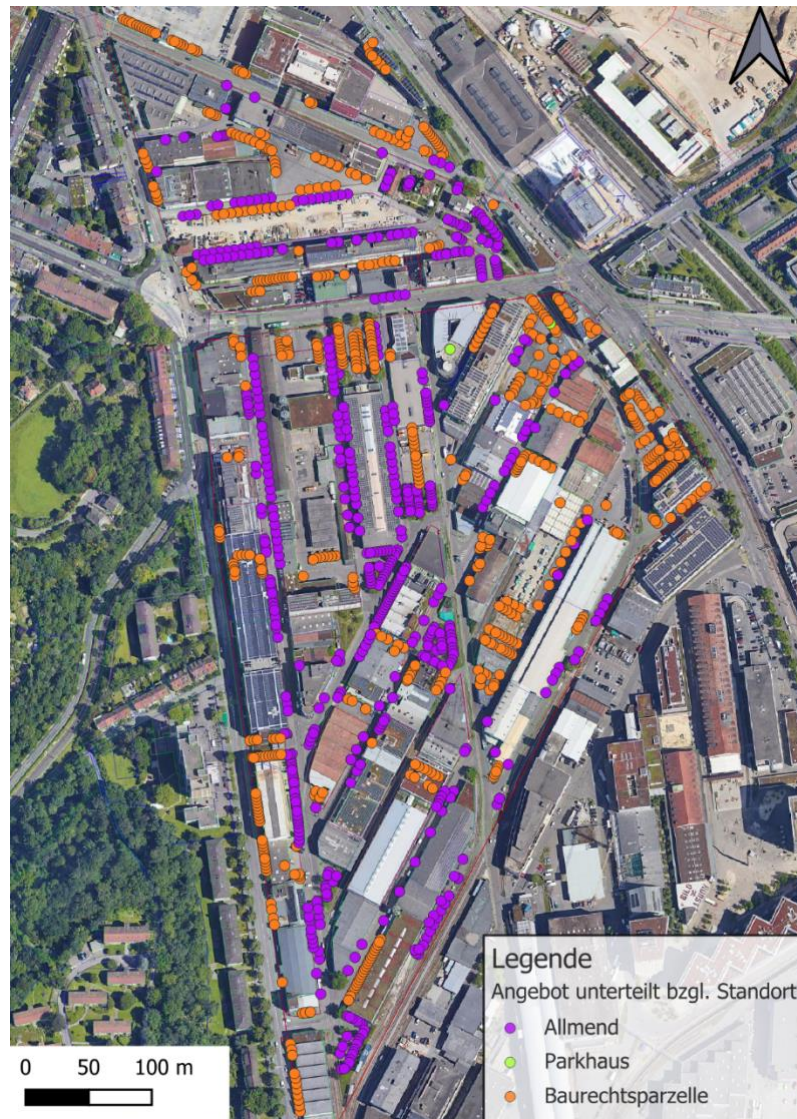 Legende
Angebot unterteilt bzgl. Standort
Allmend
Parkhaus
Baurechtsparzelle
0 50 100 m